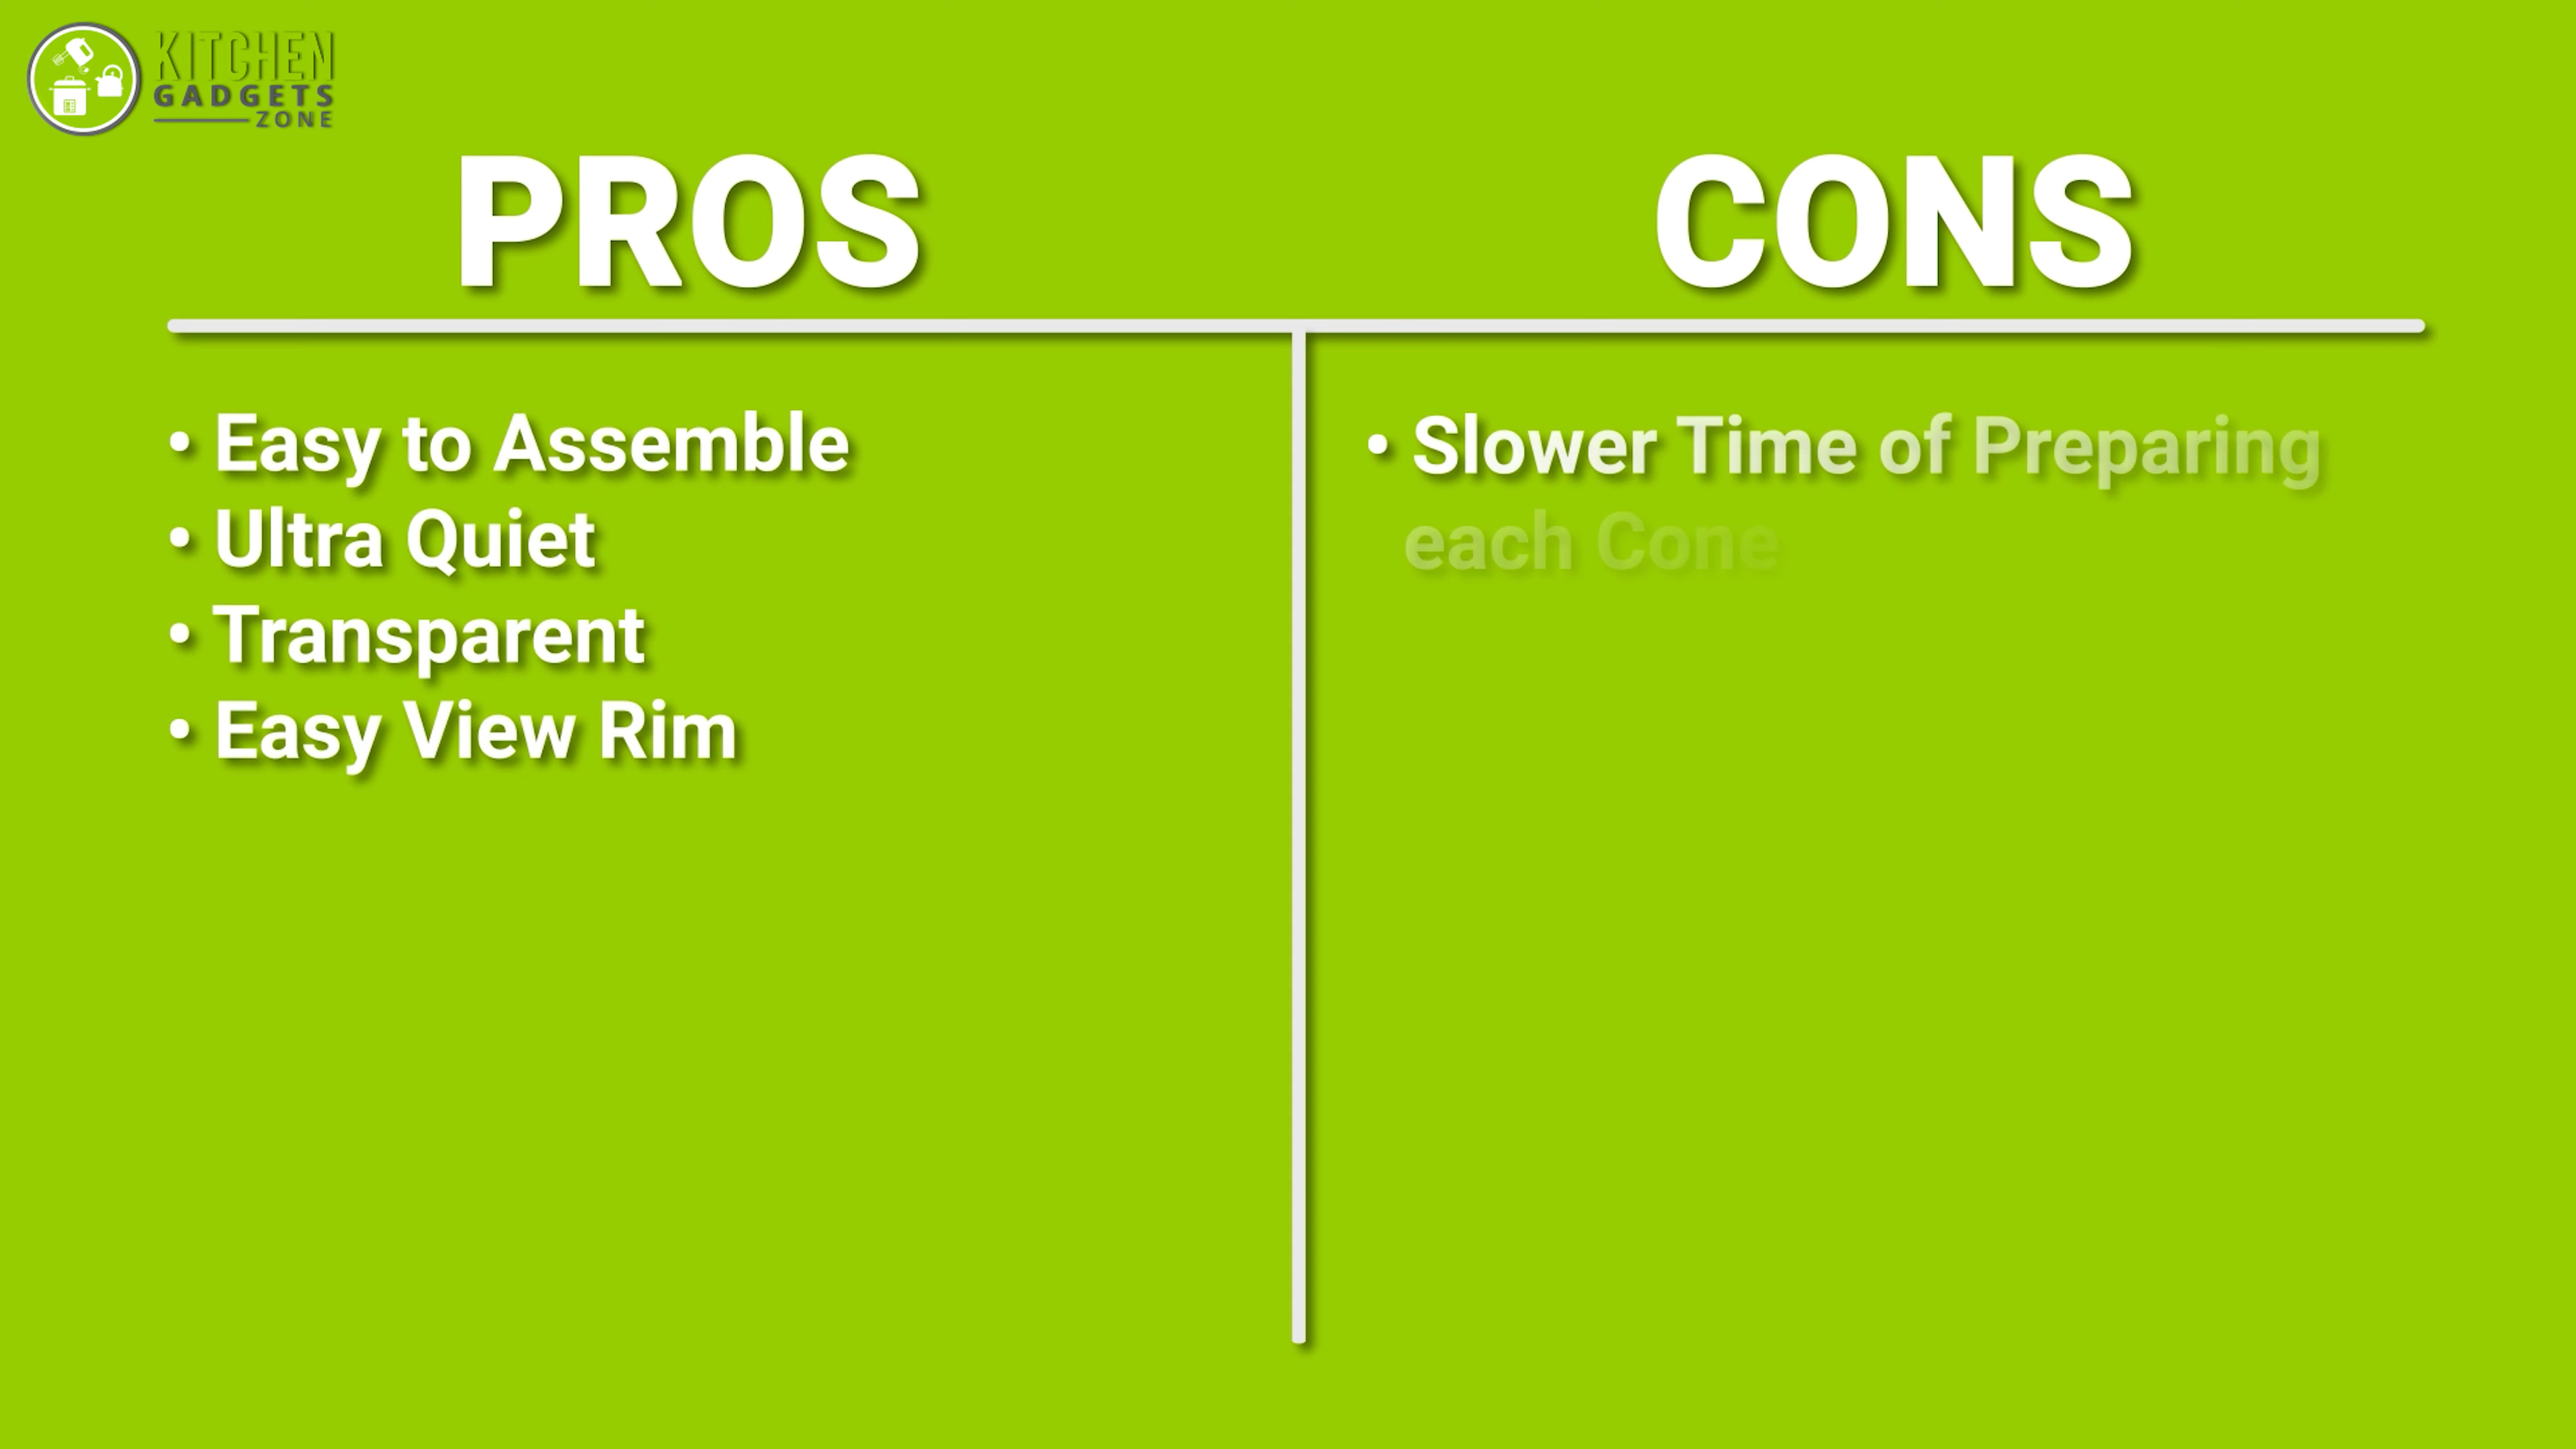 KITCHEN
GADGETS
ZONE
PROS
CONS
• Easy to Assemble
• Ultra Quiet
• Transparent
• Easy View Rim
• Slower Time of Preparing
each Cone